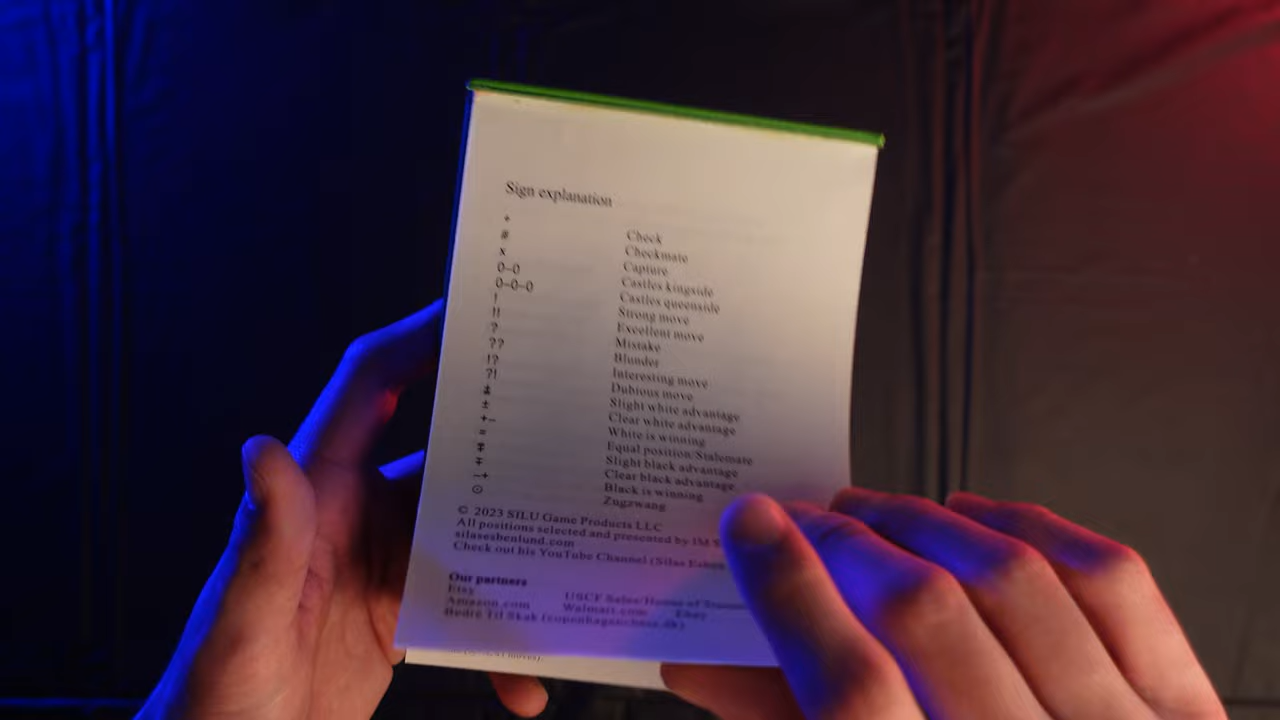 Sign explanation
+ Check
# Checkmate
x Capture
0-0 Castles kingside
0-0-0 Castles queenside
! Strong move
!! Excellent move
? Mistake
?? Blunder
!? Interesting move
?! Dubious move
⩲ Slight white advantage
± Clear white advantage
+- White is winning
= Equal position/Stalemate
⩱ Slight black advantage
∓ Clear black advantage
-+ Black is winning
⊙ Zugzwang
© 2023 SILU Game Products LLC
All positions selected and presented by IM
silasesbenlund.com
Check out his YouTube Channel (Silas Esben
Our partners
Etsy USCF Sales/House of
Amazon.com Walmart.com Ebay
Bedre Til Skak (copenhagenchess.dk)
moves).